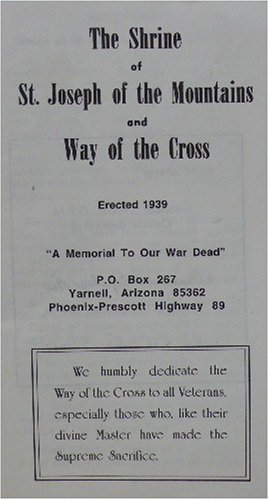 The Shrine
of
St. Joseph of the Mountains
and
Way of the Cross
Erected 1939
"A Memorial To Our War Dead"
P.O. Box 267
Yarnell, Arizona 85362
Phoenix-Prescott Highway 89
We humbly dedicate the
Way of the Cross to all Veterans,
especially those who, like their
divine Master have made the
Supreme Sacrifice.